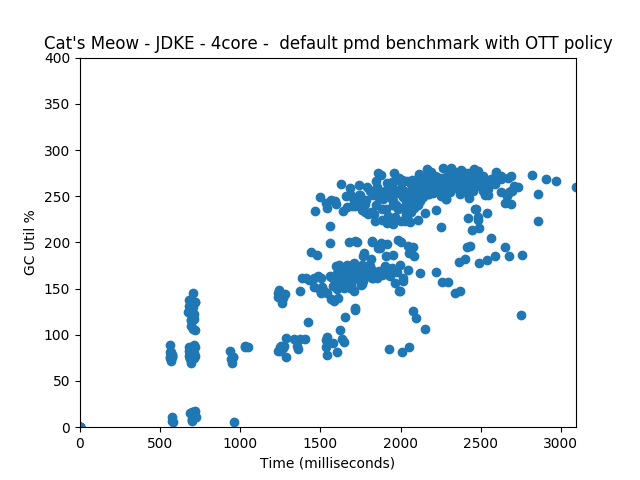 Cat's Meow - JDKE - 4core -  default pmd benchmark with OTT policy
400
350
300
250
200
150
100
50
0
GC Util %
0 500 1000 1500 2000 2500 3000
Time (milliseconds)